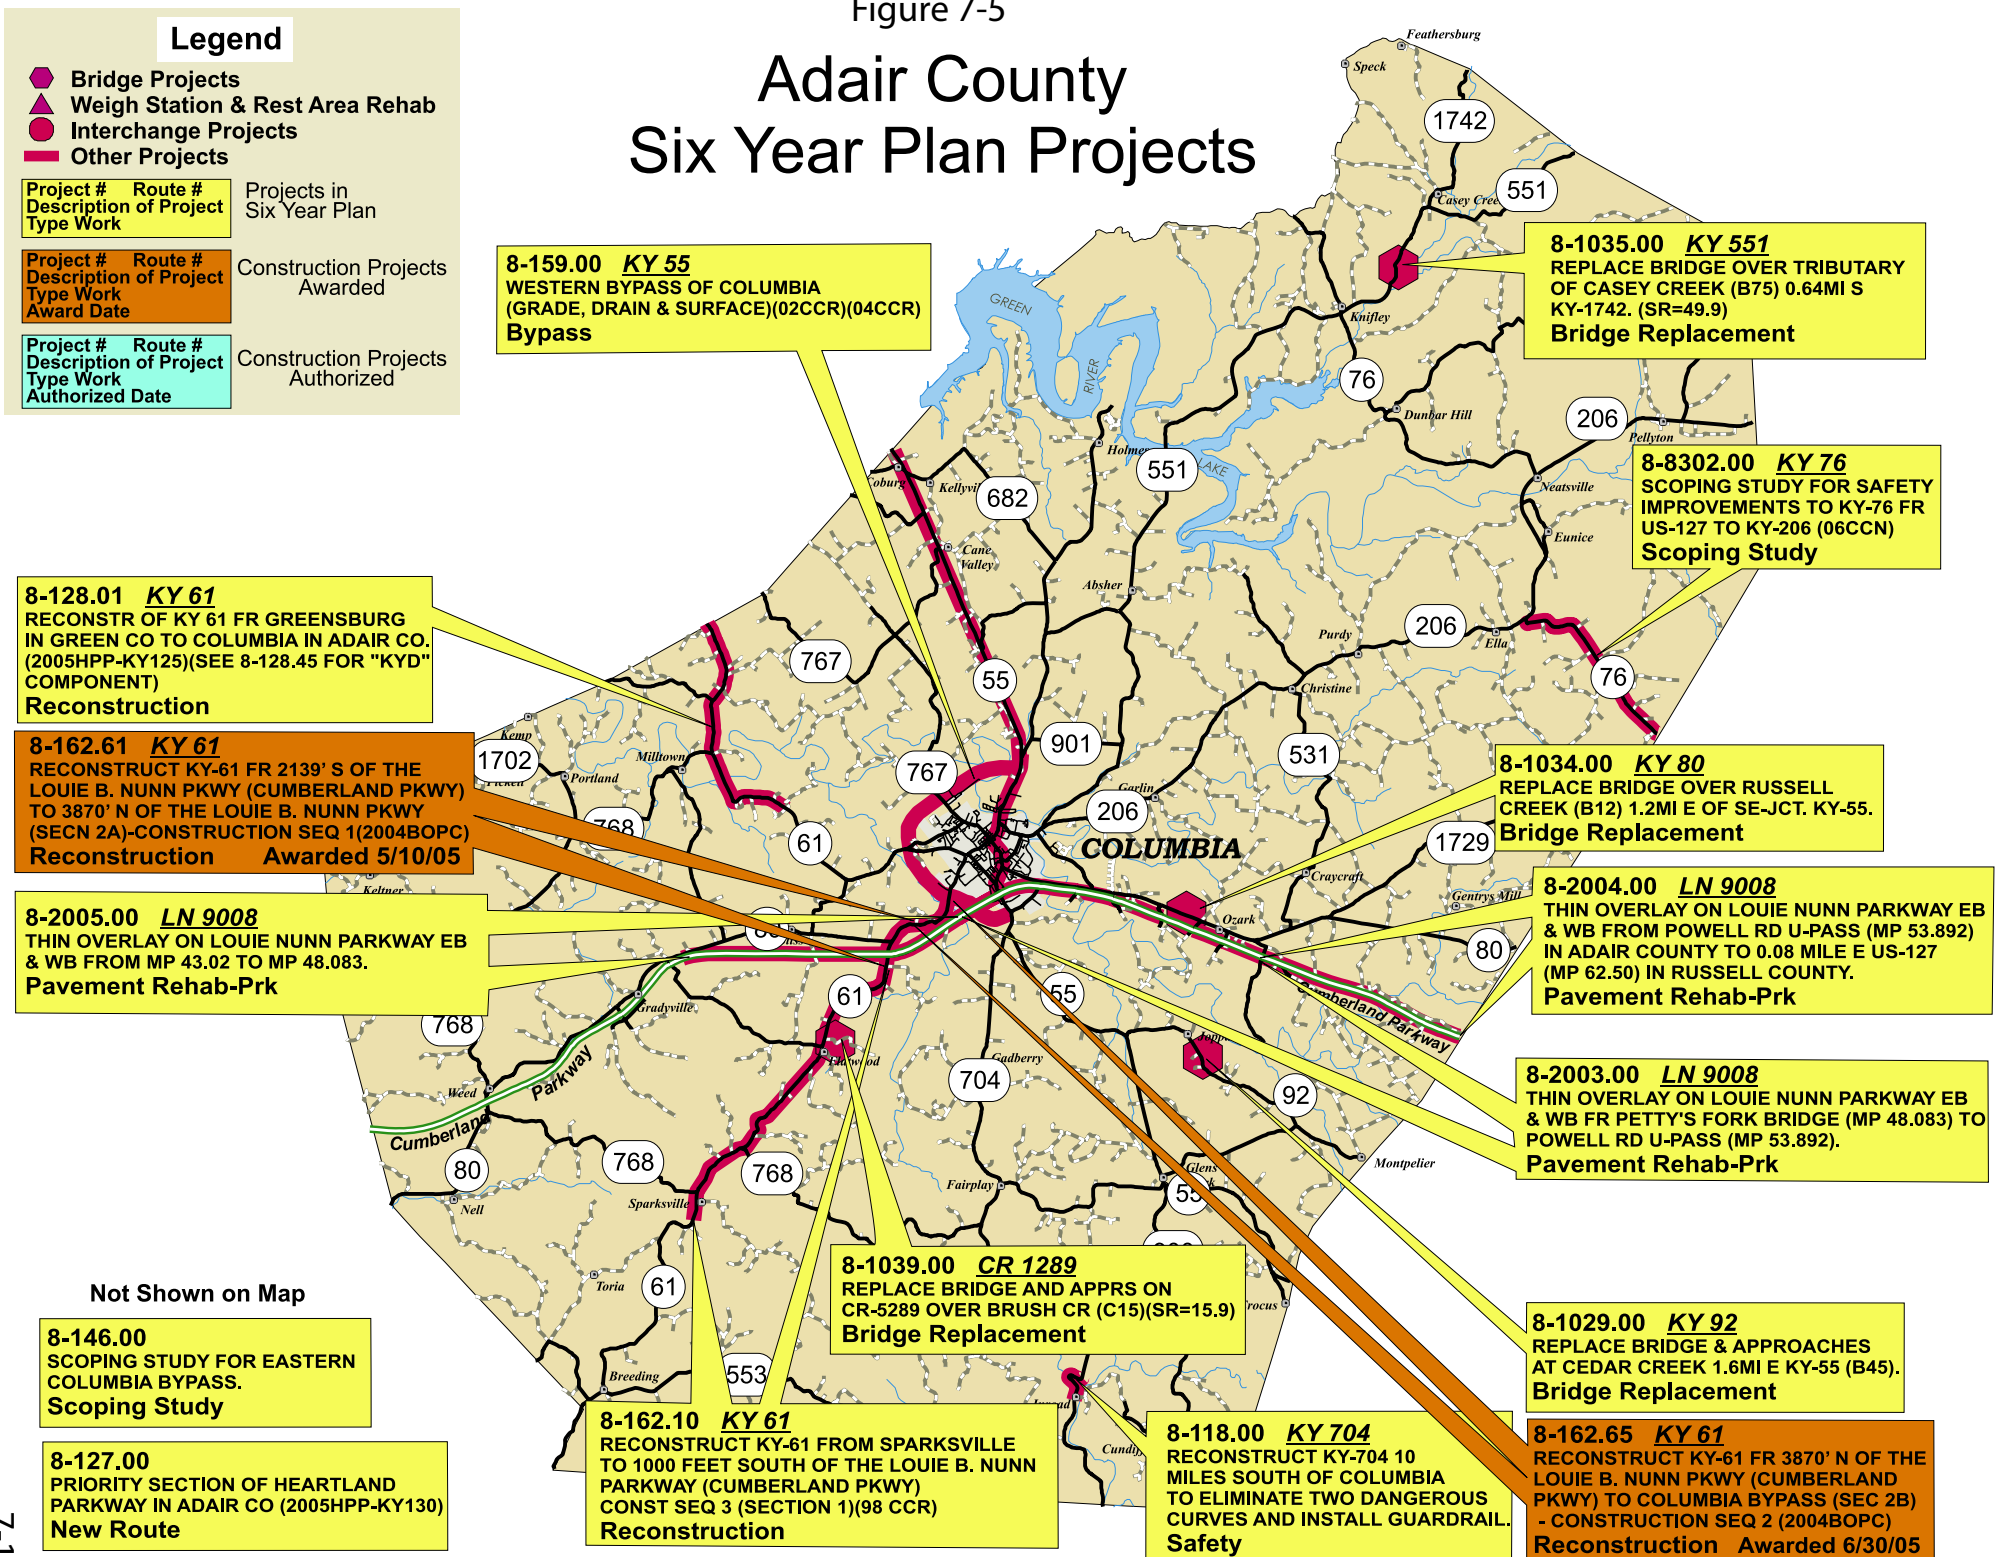 Figure 7-5
Adair County
Six Year Plan Projects
Legend
Bridge Projects
Weigh Station & Rest Area Rehab
Interchange Projects
Other Projects
Project # Route #
Description of Project
Type Work
Projects in
Six Year Plan
Project # Route #
Description of Project
Type Work
Award Date
Construction Projects
Awarded
Project # Route #
Description of Project
Type Work
Authorized Date
Construction Projects
Authorized
8-159.00 KY 55
WESTERN BYPASS OF COLUMBIA
(GRADE, DRAIN & SURFACE)(02CCR)(04CCR)
Bypass
8-1035.00 KY 551
REPLACE BRIDGE OVER TRIBUTARY
OF CASEY CREEK (B75) 0.64MI S
KY-1742. (SR=49.9)
Bridge Replacement
8-8302.00 KY 76
SCOPING STUDY FOR SAFETY
IMPROVEMENTS TO KY-76 FR
US-127 TO KY-206 (06CCN)
Scoping Study
8-128.01 KY 61
RECONSTR OF KY 61 FR GREENSBURG
IN GREEN CO TO COLUMBIA IN ADAIR CO.
(2005HPP-KY125)(SEE 8-128.45 FOR "KYD"
COMPONENT)
Reconstruction
8-162.61 KY 61
RECONSTRUCT KY-61 FR 2139' S OF THE
LOUIE B. NUNN PKWY (CUMBERLAND PKWY)
TO 3870' N OF THE LOUIE B. NUNN PKWY
(SECN 2A)-CONSTRUCTION SEQ 1(2004BOPC)
Reconstruction Awarded 5/10/05
8-2005.00 LN 9008
THIN OVERLAY ON LOUIE NUNN PARKWAY EB
& WB FROM MP 43.02 TO MP 48.083.
Pavement Rehab-Prk
8-1034.00 KY 80
REPLACE BRIDGE OVER RUSSELL
CREEK (B12) 1.2MI E OF SE-JCT. KY-55.
Bridge Replacement
8-2004.00 LN 9008
THIN OVERLAY ON LOUIE NUNN PARKWAY EB
& WB FROM POWELL RD U-PASS (MP 53.892)
IN ADAIR COUNTY TO 0.08 MILE E US-127
(MP 62.50) IN RUSSELL COUNTY.
Pavement Rehab-Prk
8-2003.00 LN 9008
THIN OVERLAY ON LOUIE NUNN PARKWAY EB
& WB FR PETTY'S FORK BRIDGE (MP 48.083) TO
POWELL RD U-PASS (MP 53.892).
Pavement Rehab-Prk
8-1039.00 CR 1289
REPLACE BRIDGE AND APPRS ON
CR-5289 OVER BRUSH CR (C15)(SR=15.9)
Bridge Replacement
8-1029.00 KY 92
REPLACE BRIDGE & APPROACHES
AT CEDAR CREEK 1.6MI E KY-55 (B45).
Bridge Replacement
8-162.10 KY 61
RECONSTRUCT KY-61 FROM SPARKSVILLE
TO 1000 FEET SOUTH OF THE LOUIE B. NUNN
PARKWAY (CUMBERLAND PKWY)
CONST SEQ 3 (SECTION 1)(98 CCR)
Reconstruction
8-118.00 KY 704
RECONSTRUCT KY-704 10
MILES SOUTH OF COLUMBIA
TO ELIMINATE TWO DANGEROUS
CURVES AND INSTALL GUARDRAIL.
Safety
8-162.65 KY 61
RECONSTRUCT KY-61 FR 3870' N OF THE
LOUIE B. NUNN PKWY (CUMBERLAND
PKWY) TO COLUMBIA BYPASS (SEC 2B)
- CONSTRUCTION SEQ 2 (2004BOPC)
Reconstruction Awarded 6/30/05
Not Shown on Map
8-146.00
SCOPING STUDY FOR EASTERN
COLUMBIA BYPASS.
Scoping Study
8-127.00
PRIORITY SECTION OF HEARTLAND
PARKWAY IN ADAIR CO (2005HPP-KY130)
New Route
7-1
Feathersburg
Speck
1742
551
Casey Cree
GREEN
RIVER
LAKE
Knifley
76
Dunbar Hill
206
Pellyton
Holmes
551
Coburg
Kellyvi
682
Neatsville
Eunice
Cane
Valley
Absher
767
55
Purdy
206
Ella
76
Christine
Kemp
1702
Portland
Milltown
767
901
531
Garlin
206
768
61
COLUMBIA
1729
Craycraft
Gentrys Mill
Keltner
Ozark
80
61
55
Gradyville
768
Cumberland Parkway
Joppa
Flatwood
Gadberry
704
92
Weed
Parkway
Cumberland
80
768
768
Glens
Montpelier
55
Fairplay
Nell
Sparksville
Toria
61
rocus
Breeding
553
Cundiff